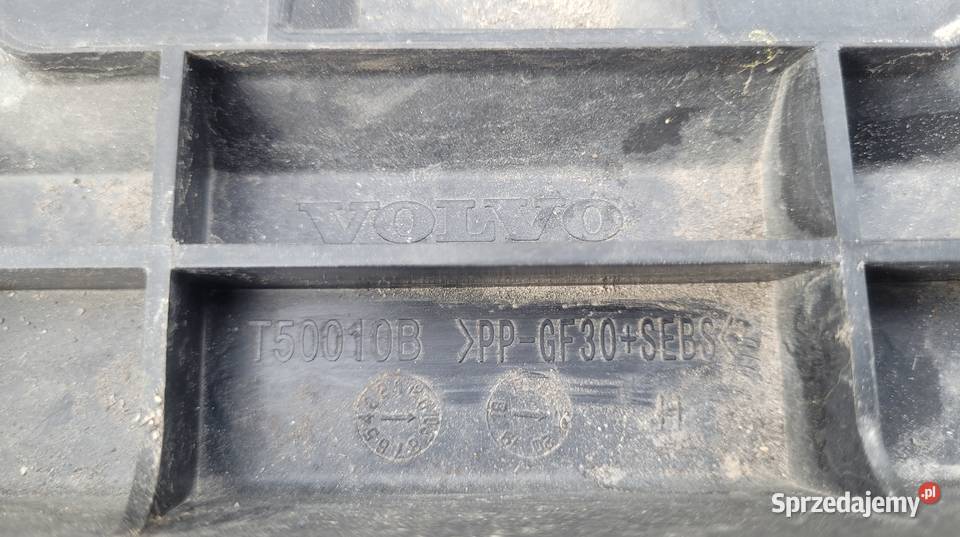 VOLVO
T50010B >PP-GF30+SEBS<
H
Sprzedajemy.pl